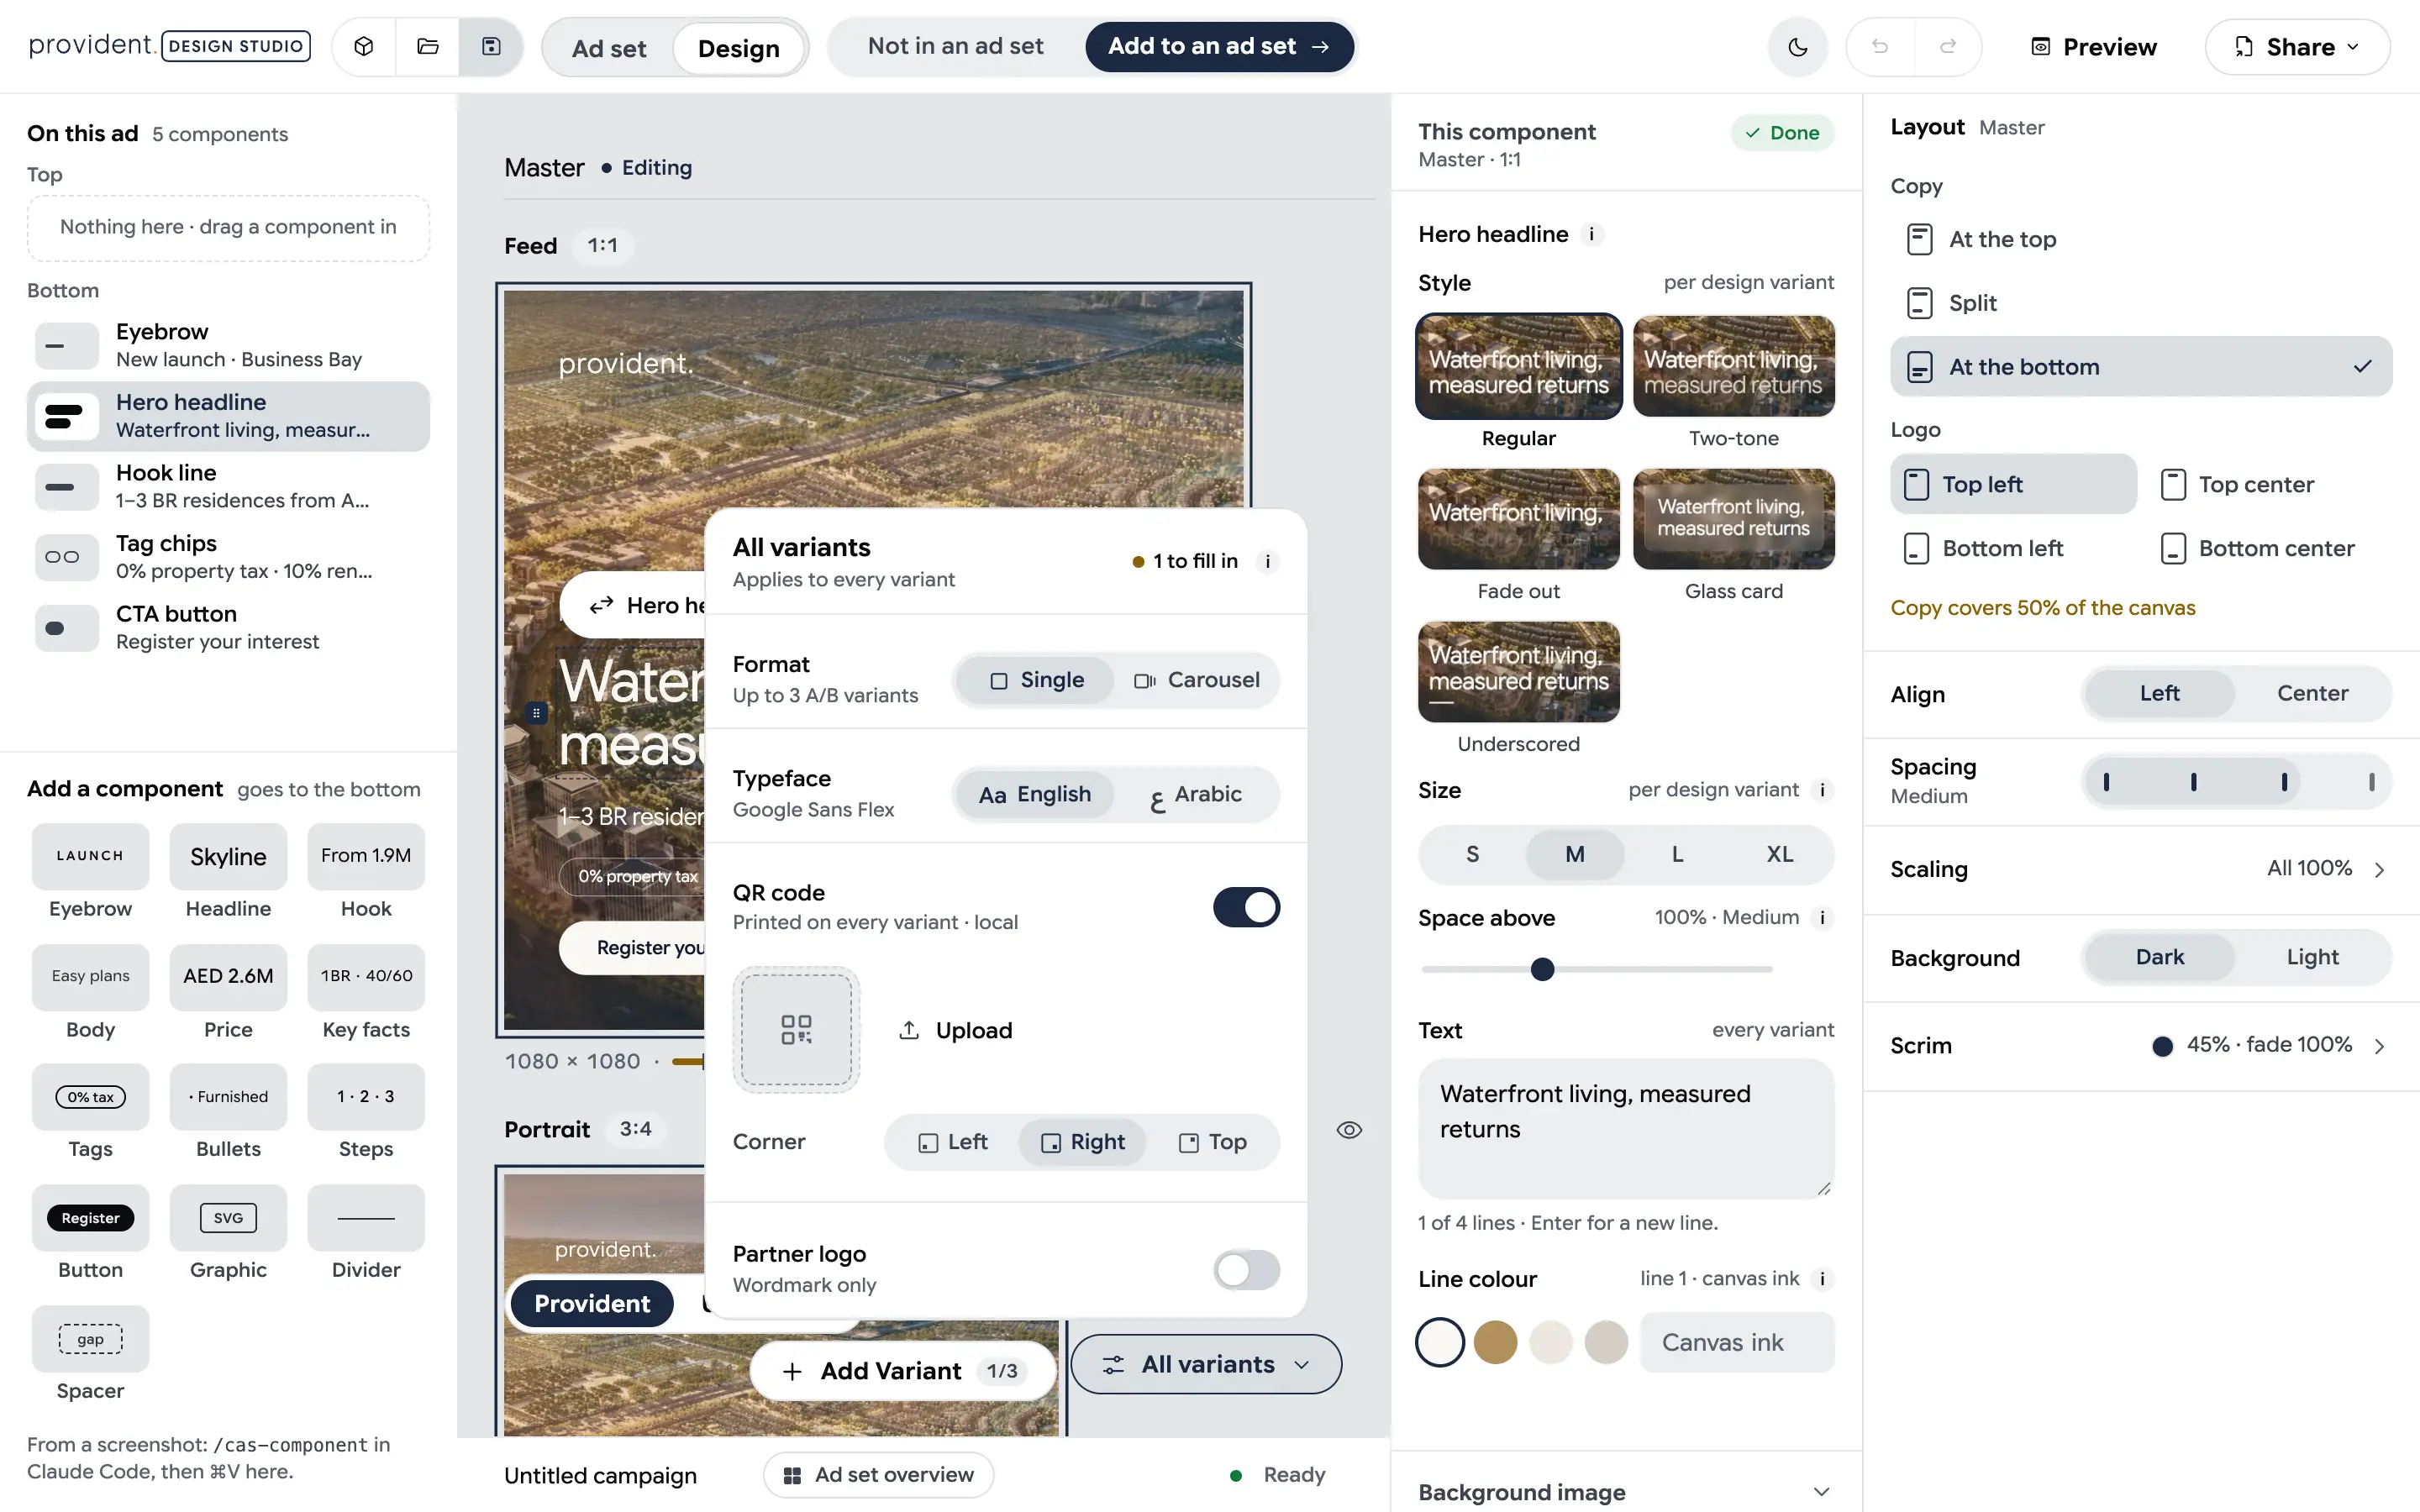 provident. DESIGN STUDIO
Ad set
Design
Not in an ad set
Add to an ad set →
Preview
Share
On this ad 5 components
Top
Nothing here · drag a component in
Bottom
Eyebrow
New launch · Business Bay
Hero headline
Waterfront living, measur...
Hook line
1–3 BR residences from A...
Tag chips
0% property tax · 10% ren...
CTA button
Register your interest
Add a component goes to the bottom
LAUNCH
Skyline
From 1.9M
Eyebrow
Headline
Hook
Easy plans
AED 2.6M
1BR · 40/60
Body
Price
Key facts
0% tax
· Furnished
1 · 2 · 3
Tags
Bullets
Steps
Register
SVG
Button
Graphic
Divider
gap
Spacer
From a screenshot: /cas-component in
Claude Code, then ⌘V here.
Master • Editing
Feed 1:1
provident.
Hero he
Water
meas
1–3 BR resider
0% property tax
Register you
1080 × 1080 ·
Portrait 3:4
provident.
Provident
+ Add Variant 1/3
All variants
All variants
Applies to every variant
1 to fill in
i
Format
Up to 3 A/B variants
Single
Carousel
Typeface
Google Sans Flex
Aa English
ع Arabic
QR code
Printed on every variant · local
Upload
Corner
Left
Right
Top
Partner logo
Wordmark only
Untitled campaign
Ad set overview
Ready
This component
Master · 1:1
Done
Hero headline i
Style
per design variant
Waterfront living,
measured returns
Regular
Waterfront living,
measured returns
Two-tone
Waterfront living,
Fade out
Waterfront living,
measured returns
Glass card
Waterfront living,
measured returns
Underscored
Size
per design variant i
S
M
L
XL
Space above
100% · Medium i
Text
every variant
Waterfront living, measured
returns
1 of 4 lines · Enter for a new line.
Line colour
line 1 · canvas ink i
Canvas ink
Background image
Layout Master
Copy
At the top
Split
At the bottom
Logo
Top left
Top center
Bottom left
Bottom center
Copy covers 50% of the canvas
Align
Left
Center
Spacing
Medium
Scaling
All 100%
Background
Dark
Light
Scrim
45% · fade 100%